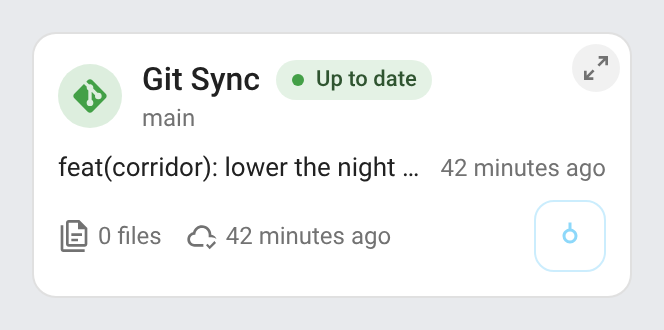 Git Sync
Up to date
main
feat(corridor): lower the night ...
42 minutes ago
0 files
42 minutes ago